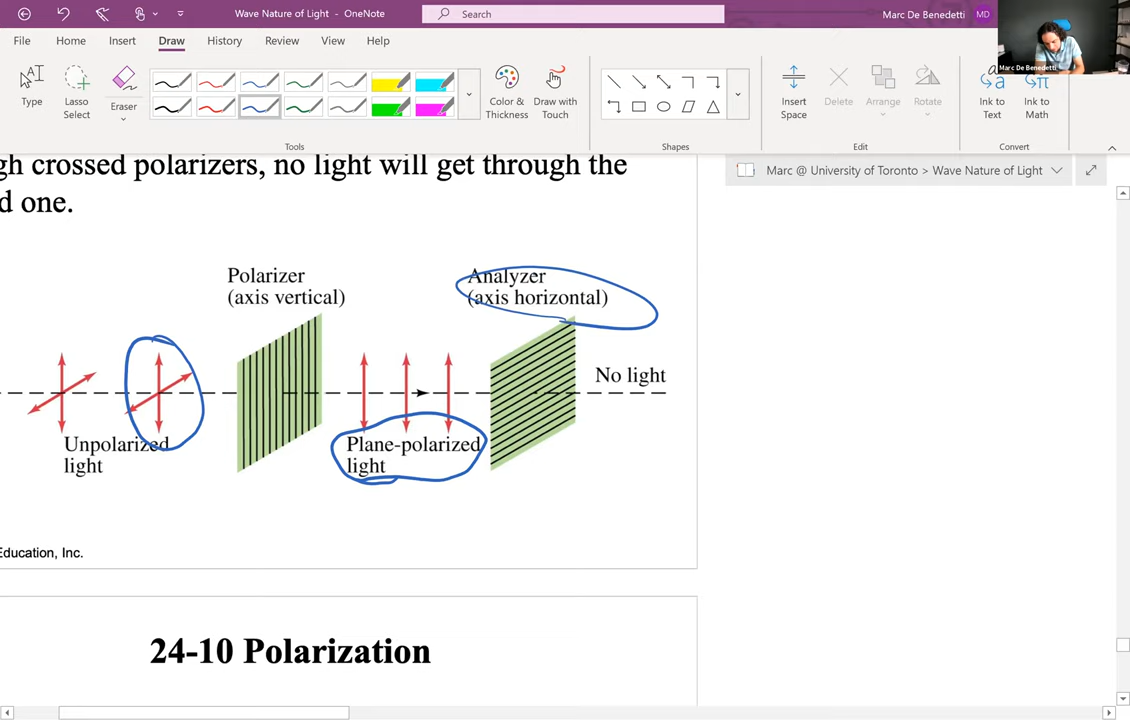 Wave Nature of Light - OneNote
Search
Marc De Benedetti
MD
File
Home
Insert
Draw
History
Review
View
Help
Marc De Benedetti
Type
Lasso
Select
Eraser
Color &
Thickness
Draw with
Touch
Insert
Space
Delete
Arrange
Rotate
Ink to
Text
Ink to
Math
Tools
Shapes
Edit
Convert
Marc @ University of Toronto > Wave Nature of Light
gh crossed polarizers, no light will get through the
d one.
Polarizer
(axis vertical)
Analyzer
(axis horizontal)
No light
Unpolarized
light
Plane-polarized
light
Education, Inc.
24-10 Polarization